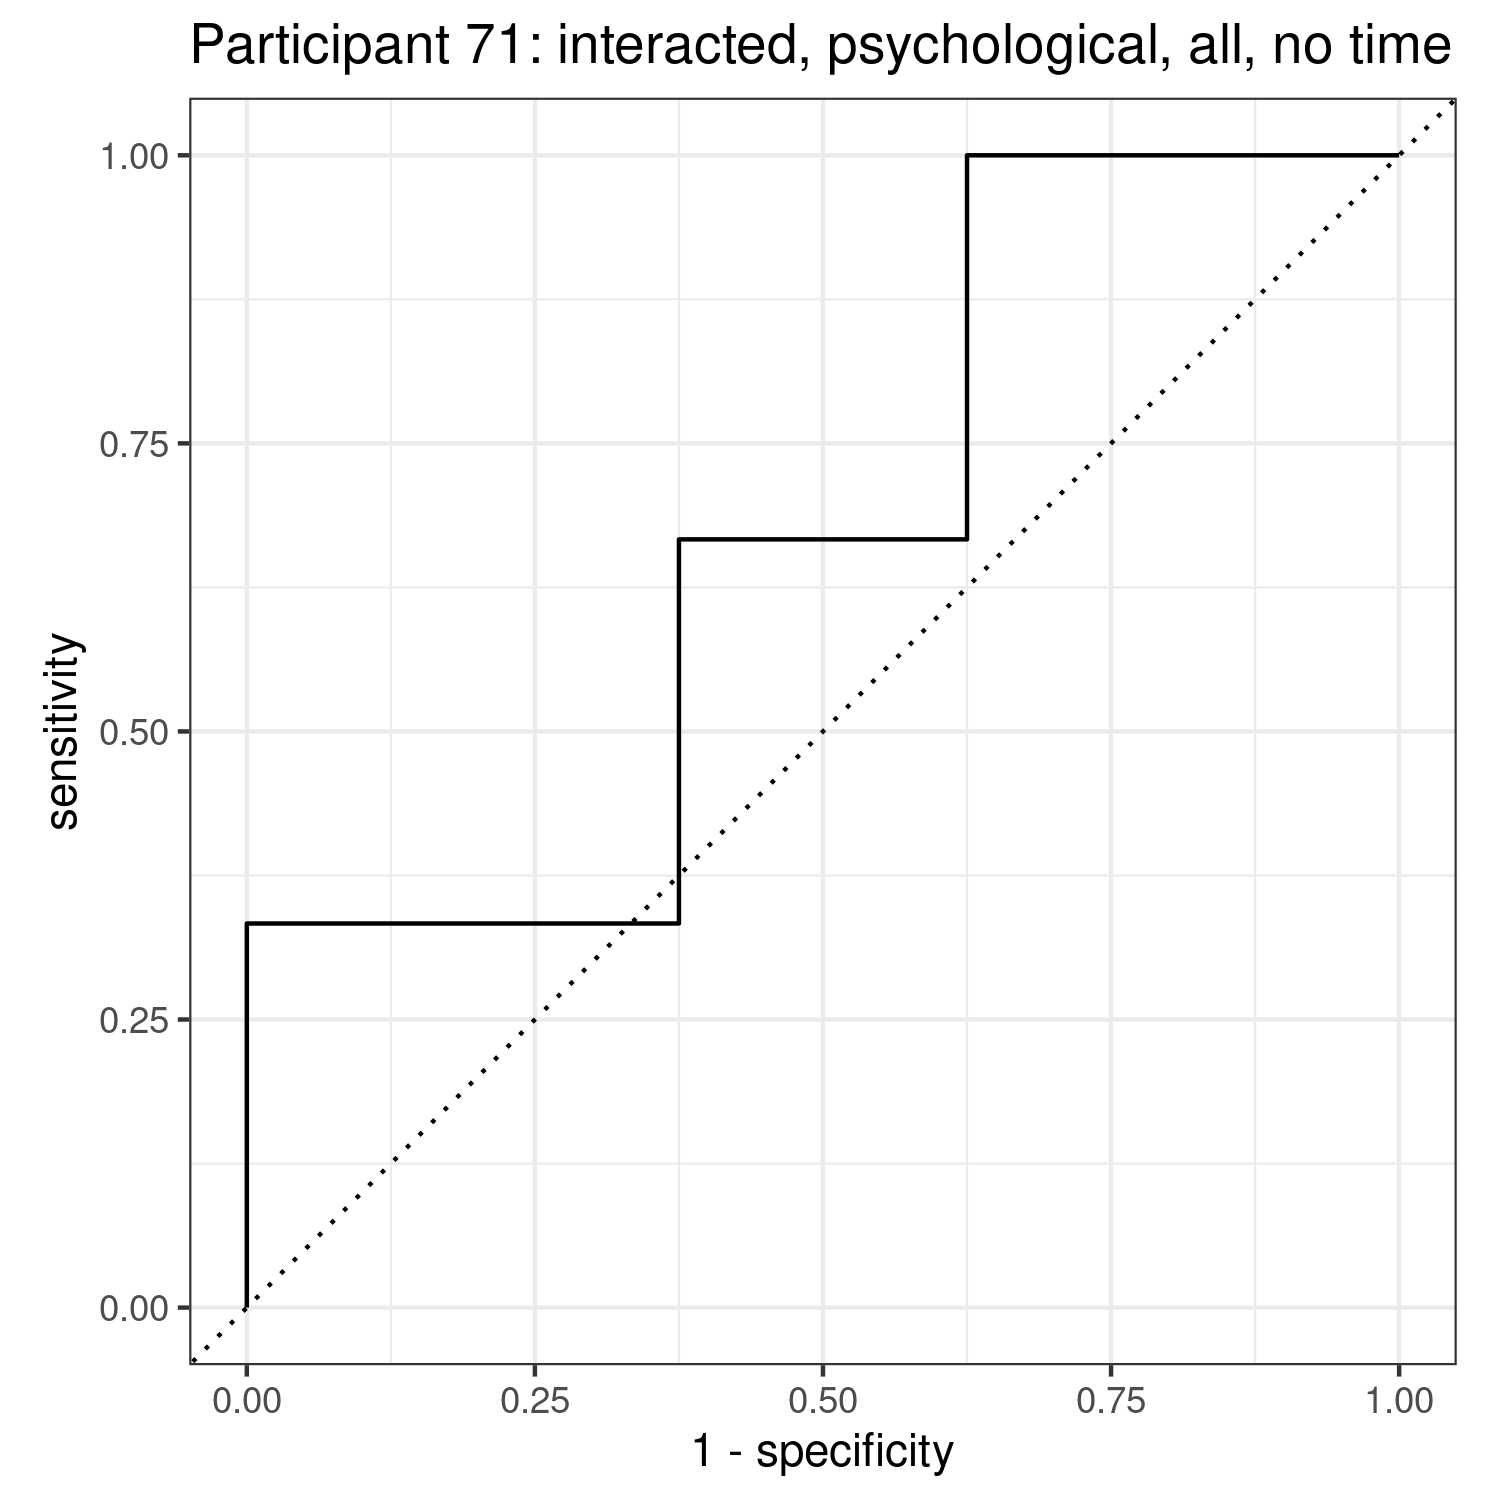 Participant 71: interacted, psychological, all, no time
1.00
0.75
0.50
0.25
0.00
sensitivity
0.00 0.25 0.50 0.75 1.00
1 - specificity